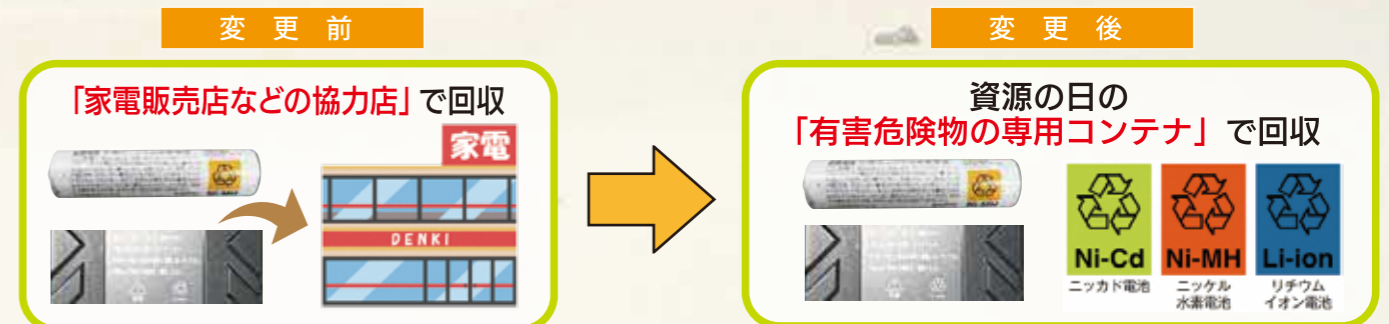 変更前
「家電販売店などの協力店」で回収
家電
DENKI
変更後
資源の日の
「有害危険物の専用コンテナ」で回収
Ni-Cd
ニッカド電池
Ni-MH
ニッケル
水素電池
Li-ion
リチウム
イオン電池